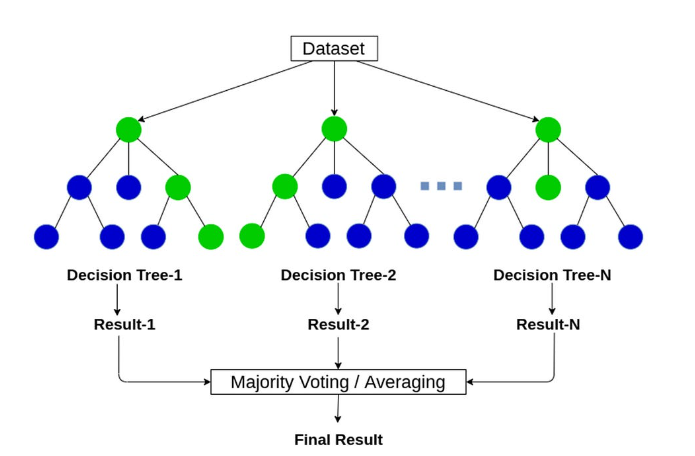 Dataset
Decision Tree-1
Decision Tree-2
Decision Tree-N
Result-1
Result-2
Result-N
Majority Voting / Averaging
Final Result